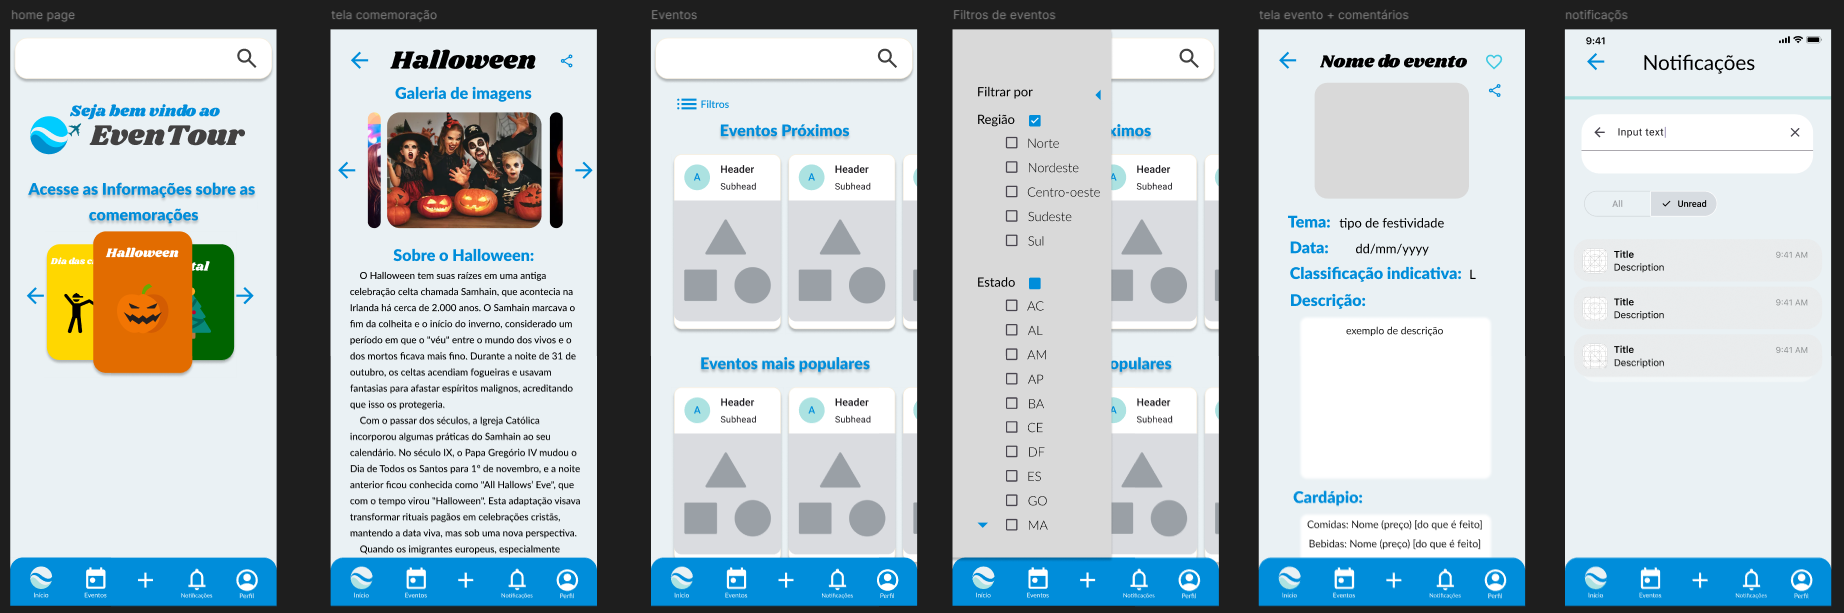 home page
Seja bem vindo ao
EvenTour
Acesse as Informações sobre as
comemorações
Dia das c
Halloween
tal
Início
Eventos
Notificações
Perfil
tela comemoração
Halloween
Galeria de imagens
Sobre o Halloween:
O Halloween tem suas raízes em uma antiga
celebração celta chamada Samhain, que acontecia na
Irlanda há cerca de 2.000 anos. O Samhain marcava o
fim da colheita e o início do inverno, considerado um
período em que o "véu" entre o mundo dos vivos e o
dos mortos ficava mais fino. Durante a noite de 31 de
outubro, os celtas acendiam fogueiras e usavam
fantasias para afastar espíritos malignos, acreditando
que isso os protegeria.
Com o passar dos séculos, a Igreja Católica
incorporou algumas práticas do Samhain ao seu
calendário. No século IX, o Papa Gregório IV mudou o
Dia de Todos os Santos para 1º de novembro, e a noite
anterior ficou conhecida como "All Hallows' Eve", que
com o tempo virou "Halloween". Esta adaptação visava
transformar rituais pagãos em celebrações cristãs,
mantendo a data viva, mas sob uma nova perspectiva.
Quando os imigrantes europeus, especialmente
Início
Eventos
Notificações
Perfil
Eventos
Filtros
Eventos Próximos
A
Header
Subhead
A
Header
Subhead
Eventos mais populares
A
Header
Subhead
A
Header
Subhead
Início
Eventos
Notificações
Perfil
Filtros de eventos
Filtrar por
Região
Norte
Nordeste
Centro-oeste
Sudeste
Sul
Estado
AC
AL
AM
AP
BA
CE
DF
ES
GO
MA
ximos
A
Header
Subhead
opulares
A
Header
Subhead
Início
Eventos
Notificações
Perfil
tela evento + comentários
Nome do evento
Tema: tipo de festividade
Data: dd/mm/yyyy
Classificação indicativa: L
Descrição:
exemplo de descrição
Cardápio:
Comidas: Nome (preço) [do que é feito]
Bebidas: Nome (preço) [do que é feito]
Início
Eventos
Notificações
Perfil
notificaçõs
9:41
Notificações
Input text
All
Unread
Title
Description
9:41 AM
Title
Description
9:41 AM
Title
Description
9:41 AM
Início
Eventos
Notificações
Perfil